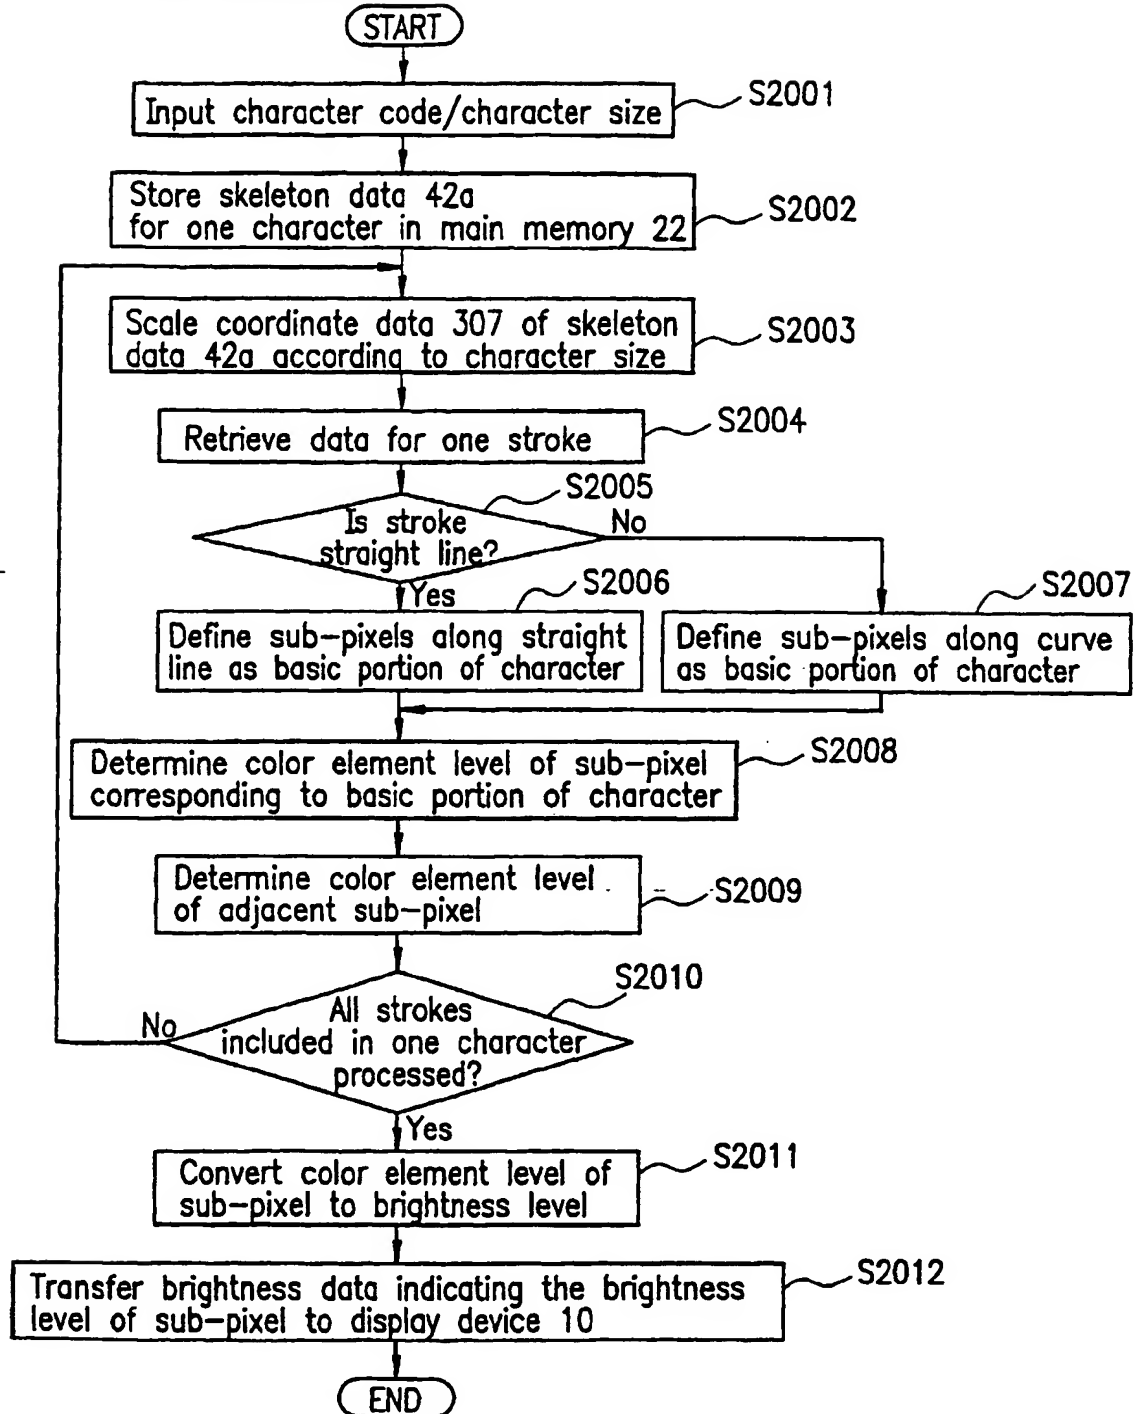 START
Input character code/character size
S2001
Store skeleton data 42a
for one character in main memory 22
S2002
Scale coordinate data 307 of skeleton
data 42a according to character size
S2003
Retrieve data for one stroke
S2004
S2005
Is stroke
straight line?
No
Yes
S2006
S2007
Define sub-pixels along straight
line as basic portion of character
Define sub-pixels along curve
as basic portion of character
Determine color element level of sub-pixel
corresponding to basic portion of character
S2008
Determine color element level
of adjacent sub-pixel
S2009
S2010
All strokes
included in one character
processed?
No
Yes
Convert color element level of
sub-pixel to brightness level
S2011
Transfer brightness data indicating the brightness
level of sub-pixel to display device 10
S2012
END